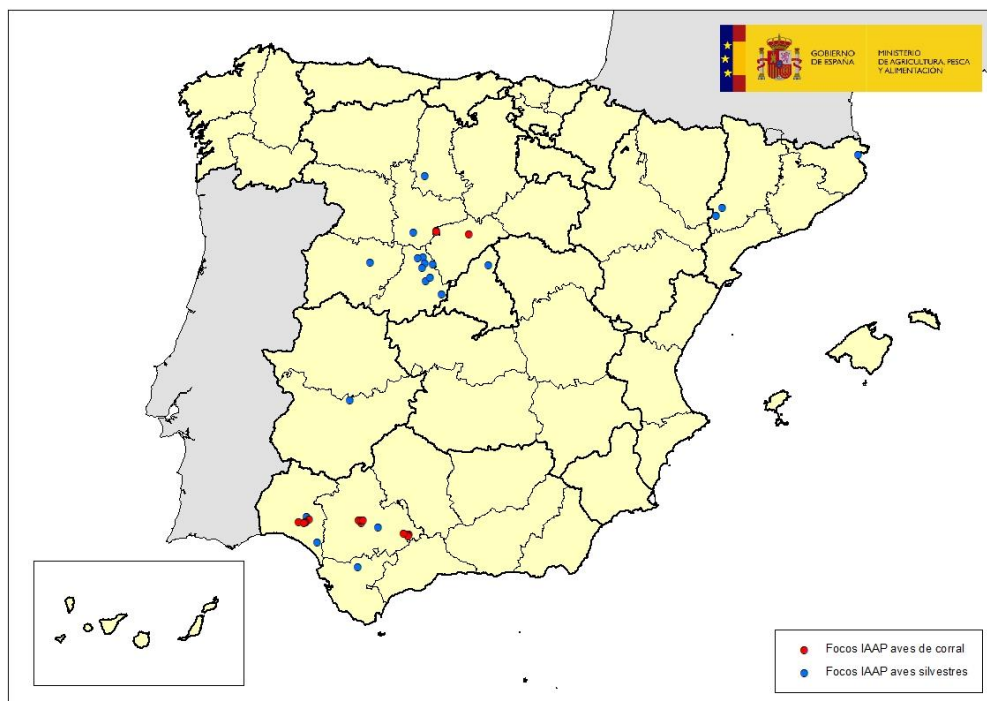 GOBIERNO
DE ESPAÑA
MINISTERIO
DE AGRICULTURA, PESCA
Y ALIMENTACIÓN
Focos IAAP aves de corral
Focos IAAP aves silvestres